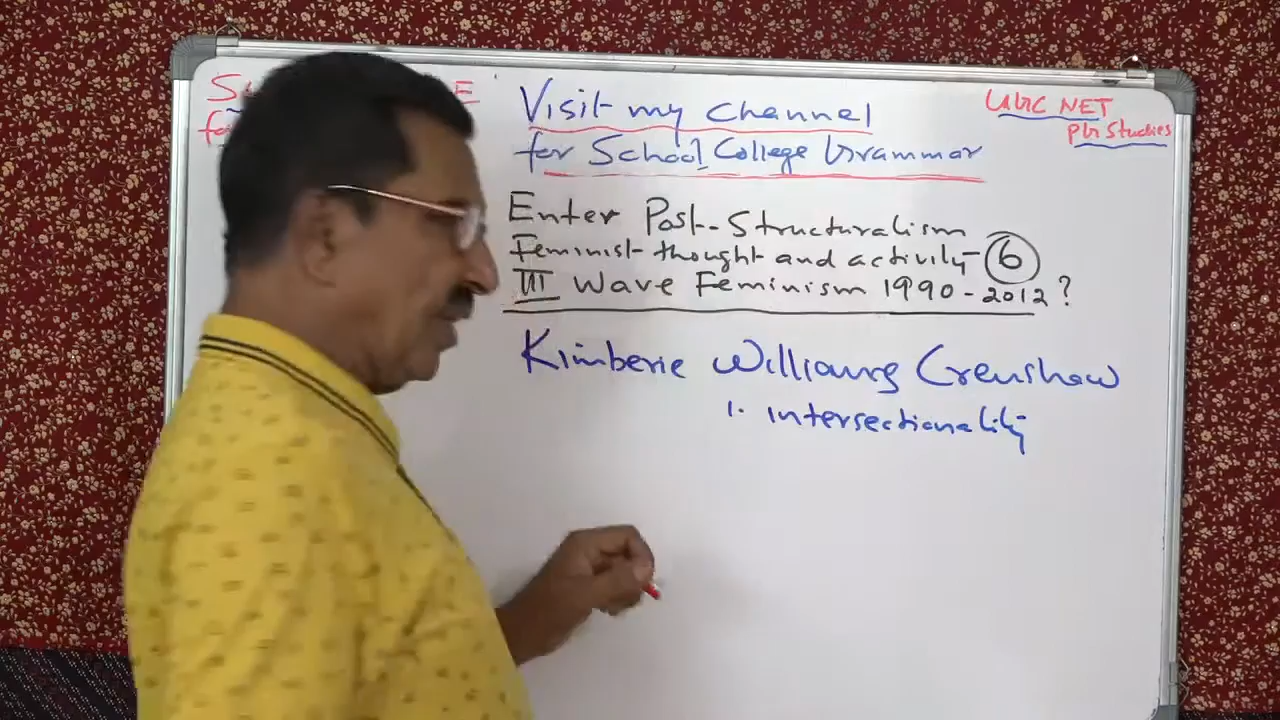 Visit my Channel
for School College Grammar
UGC NET
PG Studies
Enter Post-Structuralism
Feminist thought and activity- 6
III Wave Feminism 1990-2012?
Kimberie Williams Crenshaw
1. Intersectionality